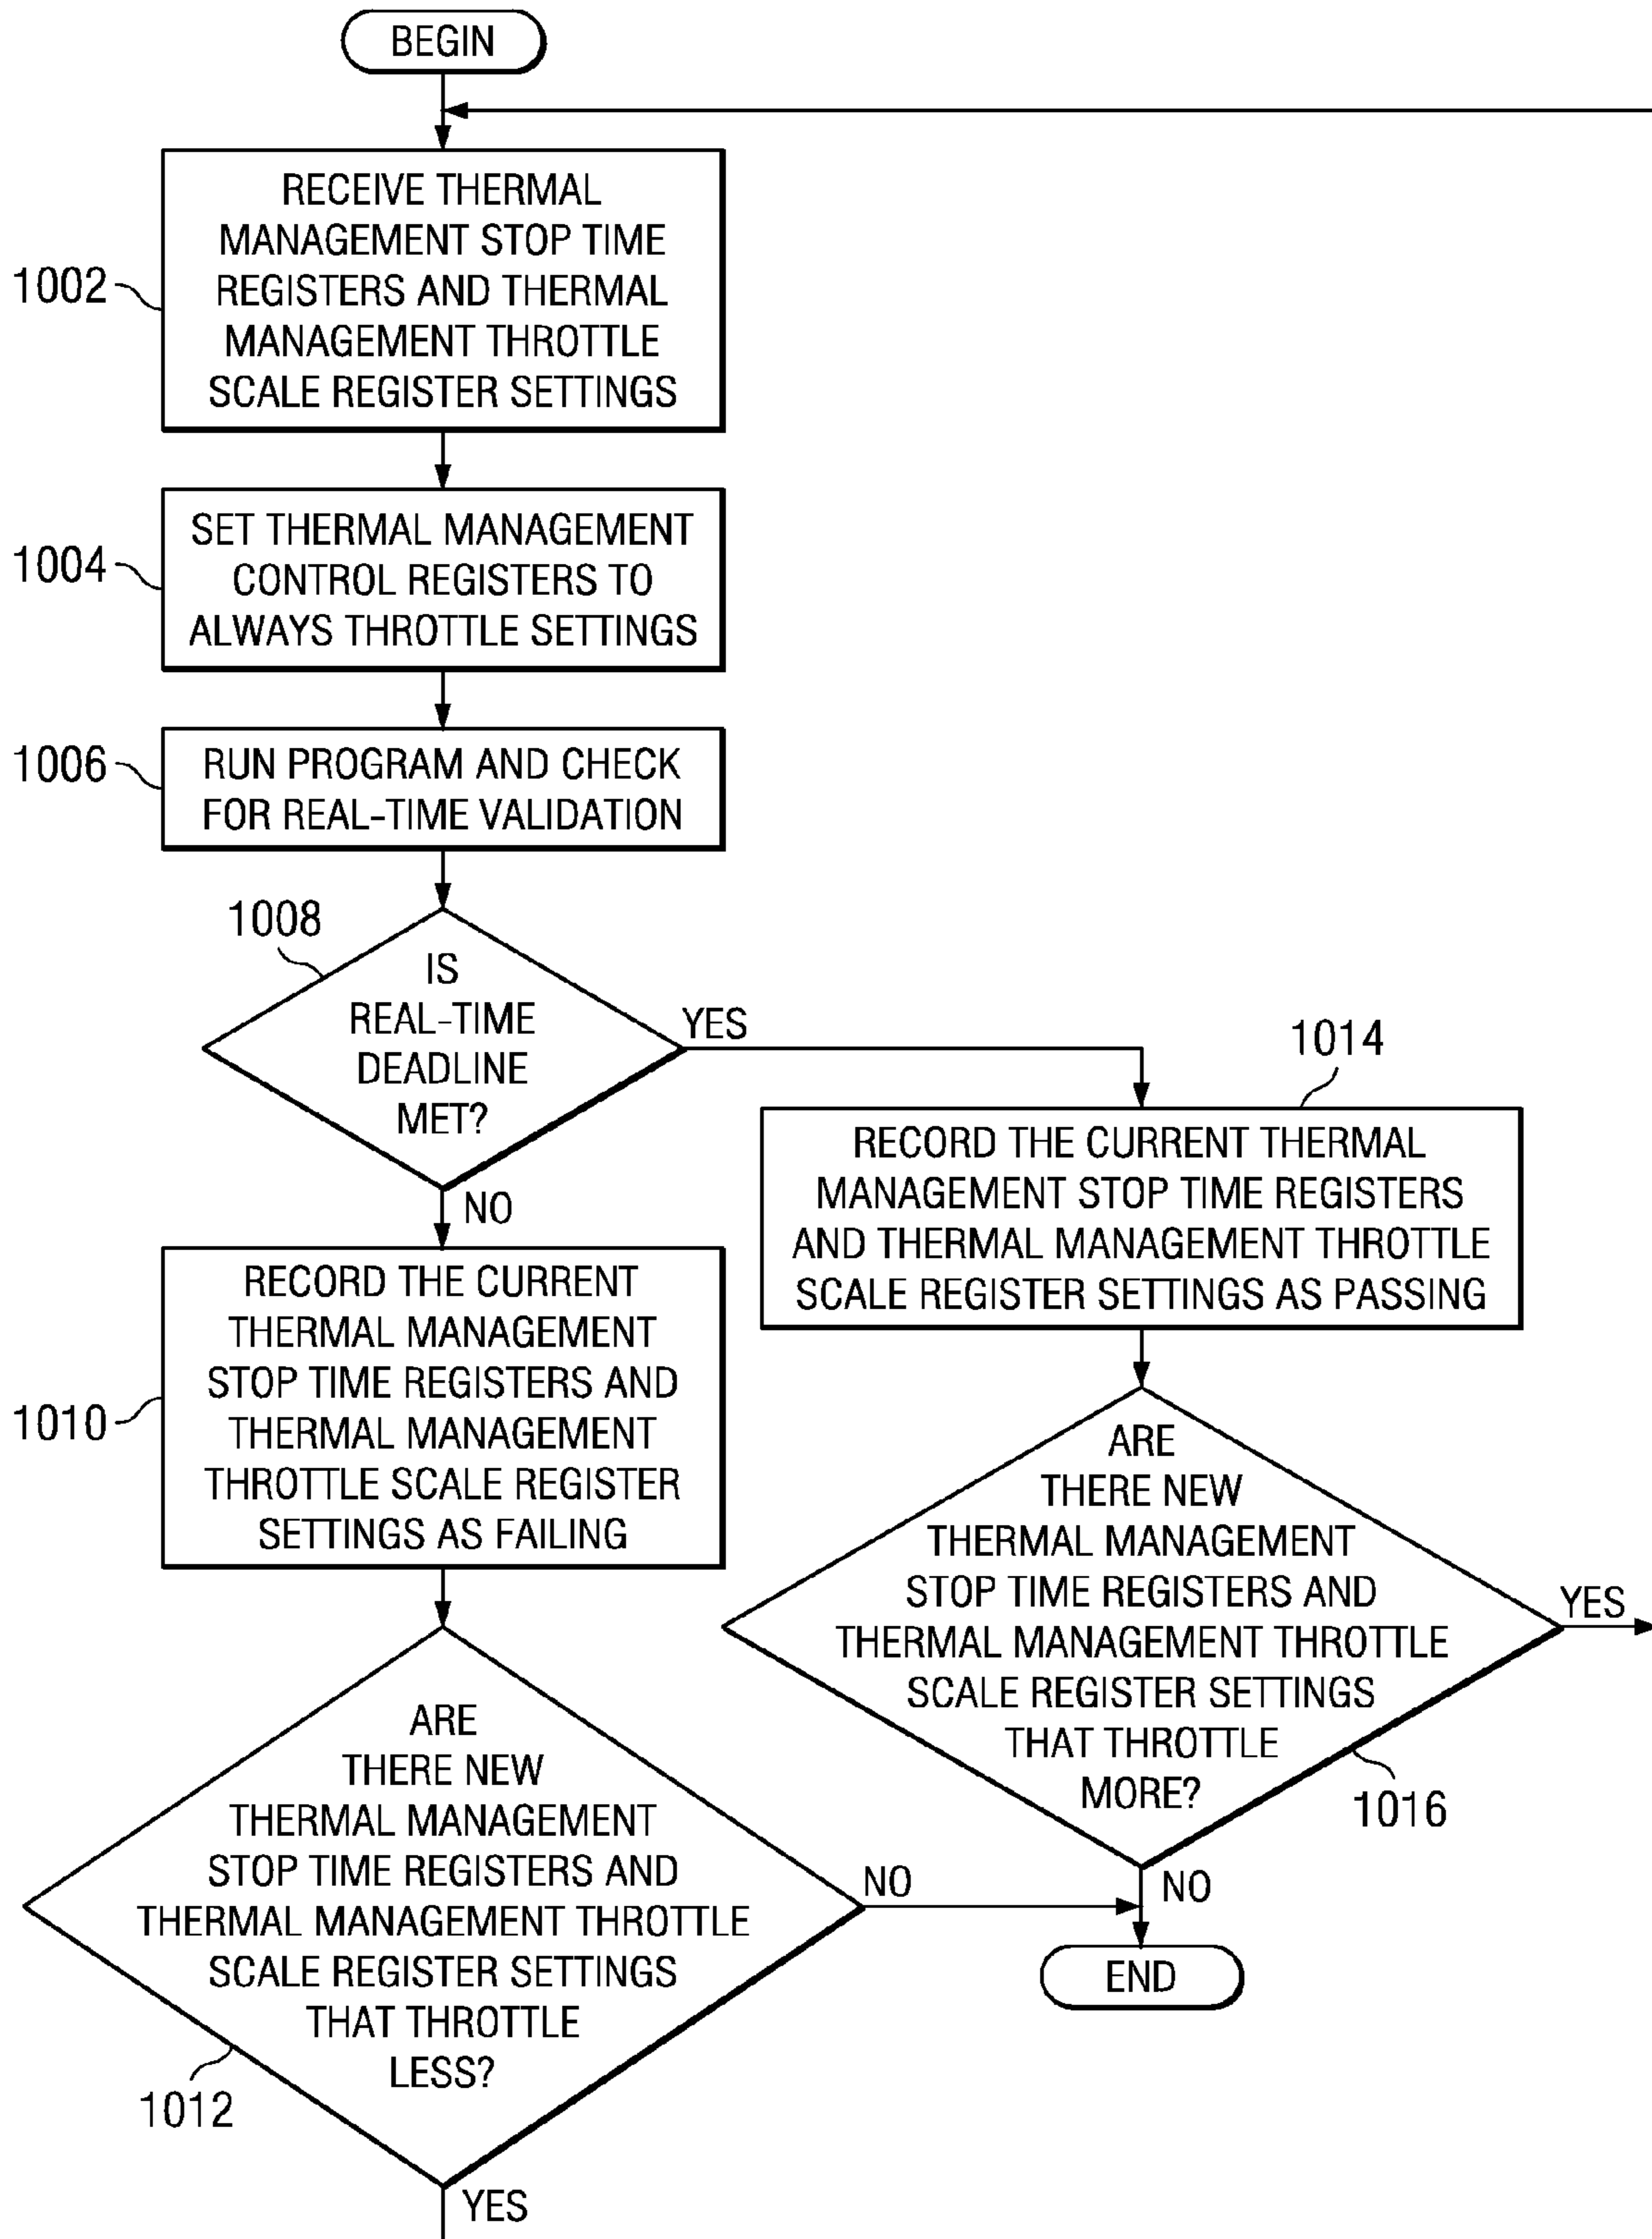 BEGIN
RECEIVE THERMAL
MANAGEMENT STOP TIME
REGISTERS AND THERMAL
MANAGEMENT THROTTLE
SCALE REGISTER SETTINGS
1002
SET THERMAL MANAGEMENT
CONTROL REGISTERS TO
ALWAYS THROTTLE SETTINGS
1004
RUN PROGRAM AND CHECK
FOR REAL-TIME VALIDATION
1006
1008
IS
REAL-TIME
DEADLINE
MET?
YES
NO
1014
RECORD THE CURRENT THERMAL
MANAGEMENT STOP TIME REGISTERS
AND THERMAL MANAGEMENT THROTTLE
SCALE REGISTER SETTINGS AS PASSING
RECORD THE CURRENT
THERMAL MANAGEMENT
STOP TIME REGISTERS AND
THERMAL MANAGEMENT
THROTTLE SCALE REGISTER
SETTINGS AS FAILING
1010
ARE
THERE NEW
THERMAL MANAGEMENT
STOP TIME REGISTERS AND
THERMAL MANAGEMENT THROTTLE
SCALE REGISTER SETTINGS
THAT THROTTLE
MORE?
YES
1016
NO
ARE
THERE NEW
THERMAL MANAGEMENT
STOP TIME REGISTERS AND
THERMAL MANAGEMENT THROTTLE
SCALE REGISTER SETTINGS
THAT THROTTLE
LESS?
NO
END
1012
YES